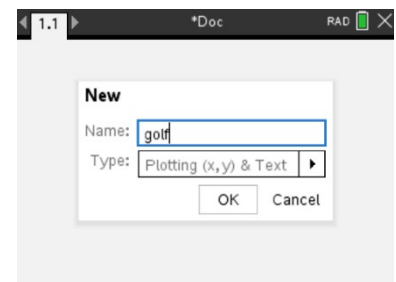 1.1 *Doc RAD
New
Name: golf
Type: Plotting (x,y) & Text
OK Cancel